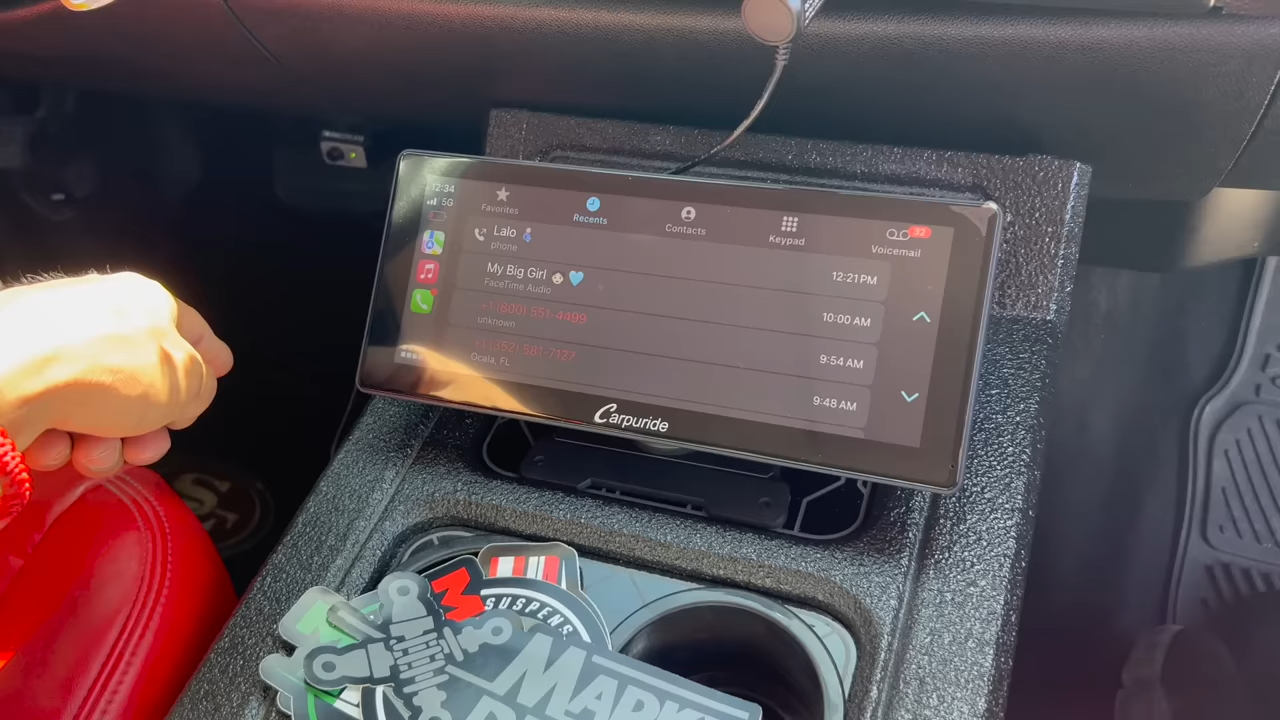 12:34
5G
Favorites
Recents
Contacts
Keypad
Voicemail
32
Lalo
phone
12:21 PM
My Big Girl
FaceTime Audio
10:00 AM
+1 (800) 551-4499
unknown
9:54 AM
+1 (352) 581-7127
Ocala, FL
9:48 AM
Carpuride
M
SUSPENS
SF